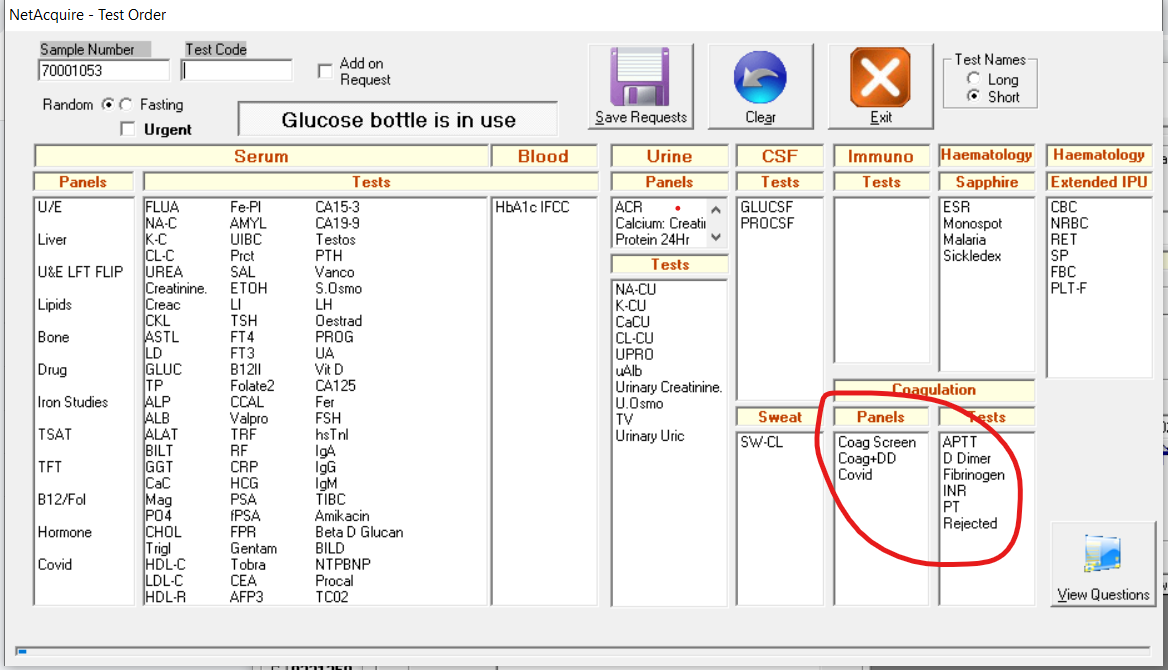 NetAcquire - Test Order
Sample Number
Test Code
70001053
Add on
Request
Random
Fasting
Urgent
Glucose bottle is in use
Save Requests
Clear
Exit
Test Names
Long
Short
Serum
Blood
Urine
CSF
Immuno
Haematology
Haematology
Panels
Tests
Panels
Tests
Tests
Sapphire
Extended IPU
U/E
Liver
U&E LFT FLIP
Lipids
Bone
Drug
Iron Studies
TSAT
TFT
B12/Fol
Hormone
Covid
FLUA
NA-C
K-C
CL-C
UREA
Creatinine.
Creac
CKL
ASTL
LD
GLUC
TP
ALP
ALB
ALAT
BILT
GGT
CaC
Mag
PO4
CHOL
Trigl
HDL-C
LDL-C
HDL-R
Fe-Pl
AMYL
UIBC
Prct
SAL
ETOH
LI
TSH
FT4
FT3
B12II
Folate2
CCAL
Valpro
TRF
RF
CRP
HCG
PSA
fPSA
FPR
Gentam
Tobra
CEA
AFP3
CA15-3
CA19-9
Testos
PTH
Vanco
S.Osmo
LH
Oestrad
PROG
UA
Vit D
CA125
Fer
FSH
hsTnI
IgA
IgG
IgM
TIBC
Amikacin
Beta D Glucan
BILD
NTPBNP
Procal
TC02
HbA1c IFCC
ACR
Calcium: Creati
Protein 24Hr
Tests
NA-CU
K-CU
CaCU
CL-CU
UPRO
uAlb
Urinary Creatinine.
U.Osmo
TV
Urinary Uric
GLUCSF
PROCSF
Sweat
SW-CL
ESR
Monospot
Malaria
Sickledex
CBC
NRBC
RET
SP
FBC
PLT-F
Coagulation
Panels
Tests
Coag Screen
Coag+DD
Covid
APTT
D Dimer
Fibrinogen
INR
PT
Rejected
View Questions